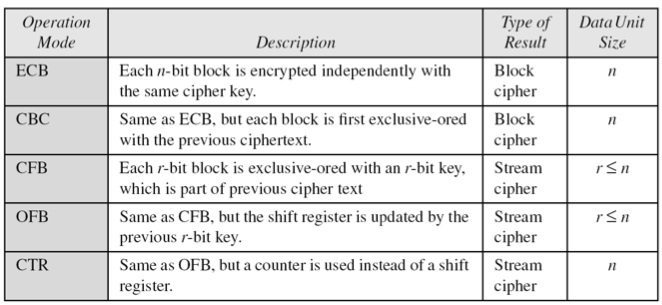 Operation Mode Description Type of Result Data Unit Size
ECB Each n-bit block is encrypted independently with Block n
the same cipher key. cipher
CBC Same as ECB, but each block is first exclusive-ored Block n
with the previous ciphertext. cipher
CFB Each r-bit block is exclusive-ored with an r-bit key, Stream r ≤ n
which is part of previous cipher text cipher
OFB Same as CFB, but the shift register is updated by the Stream r ≤ n
previous r-bit key. cipher
CTR Same as OFB, but a counter is used instead of a shift Stream n
register. cipher